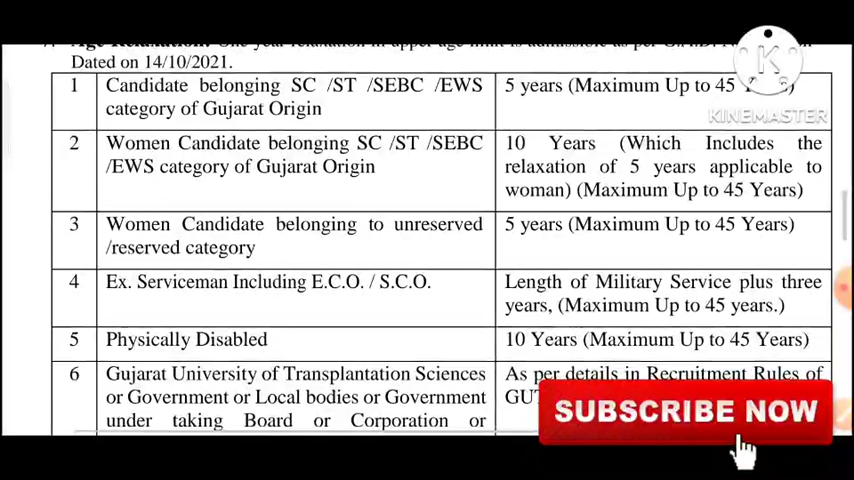 Dated on 14/10/2021.
1 Candidate belonging SC /ST /SEBC /EWS category of Gujarat Origin
5 years (Maximum Up to 45
K
KINEMASTER
2 Women Candidate belonging SC /ST /SEBC /EWS category of Gujarat Origin
10 Years (Which Includes the relaxation of 5 years applicable to woman) (Maximum Up to 45 Years)
3 Women Candidate belonging to unreserved /reserved category
5 years (Maximum Up to 45 Years)
4 Ex. Serviceman Including E.C.O. / S.C.O.
Length of Military Service plus three years, (Maximum Up to 45 years.)
5 Physically Disabled
10 Years (Maximum Up to 45 Years)
6 Gujarat University of Transplantation Sciences or Government or Local bodies or Government under taking Board or Corporation or
As per details in Recruitment Rules of
SUBSCRIBE NOW